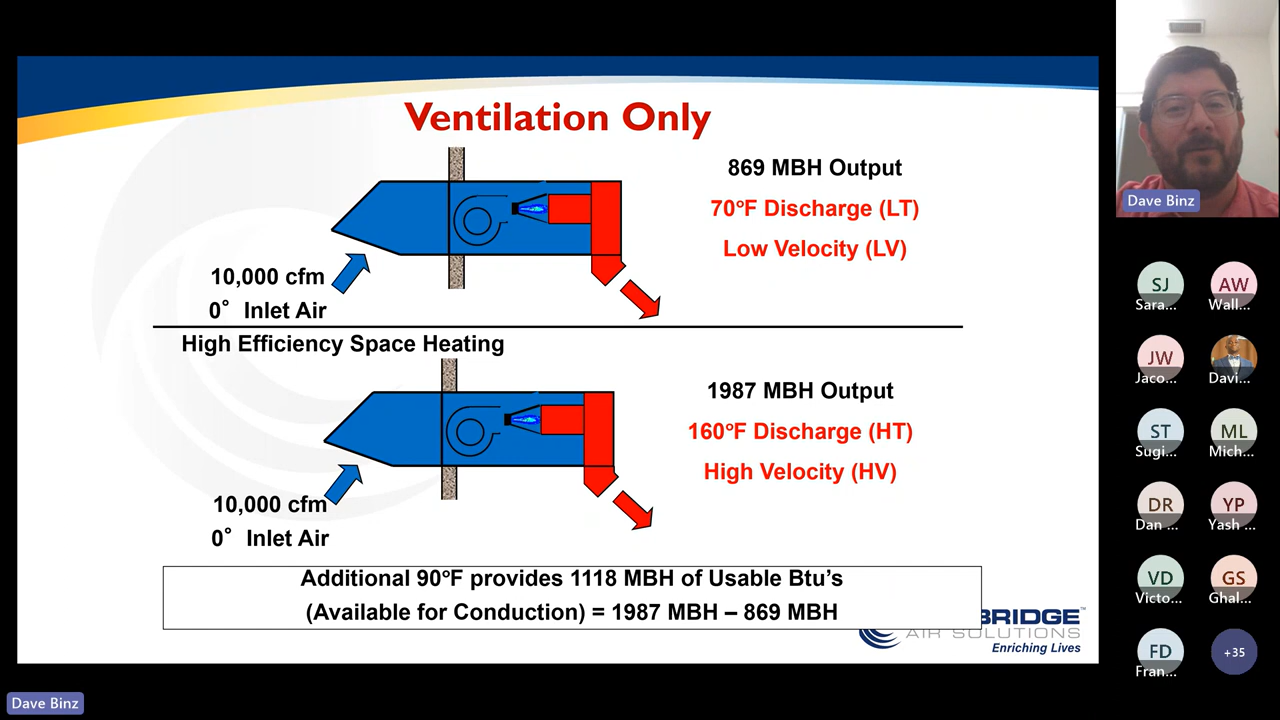 Ventilation Only
869 MBH Output
70°F Discharge (LT)
Low Velocity (LV)
10,000 cfm
0° Inlet Air
High Efficiency Space Heating
1987 MBH Output
160°F Discharge (HT)
High Velocity (HV)
10,000 cfm
0° Inlet Air
Additional 90°F provides 1118 MBH of Usable Btu's
(Available for Conduction) = 1987 MBH – 869 MBH
BRIDGE™
AIR SOLUTIONS
Enriching Lives
Dave Binz
SJ
Sara...
AW
Wall...
JW
Jaco...
Davi...
ST
Sugi...
ML
Mich...
DR
Dan ...
YP
Yash ...
VD
Victo...
GS
Ghal...
FD
Fran...
+35
Dave Binz